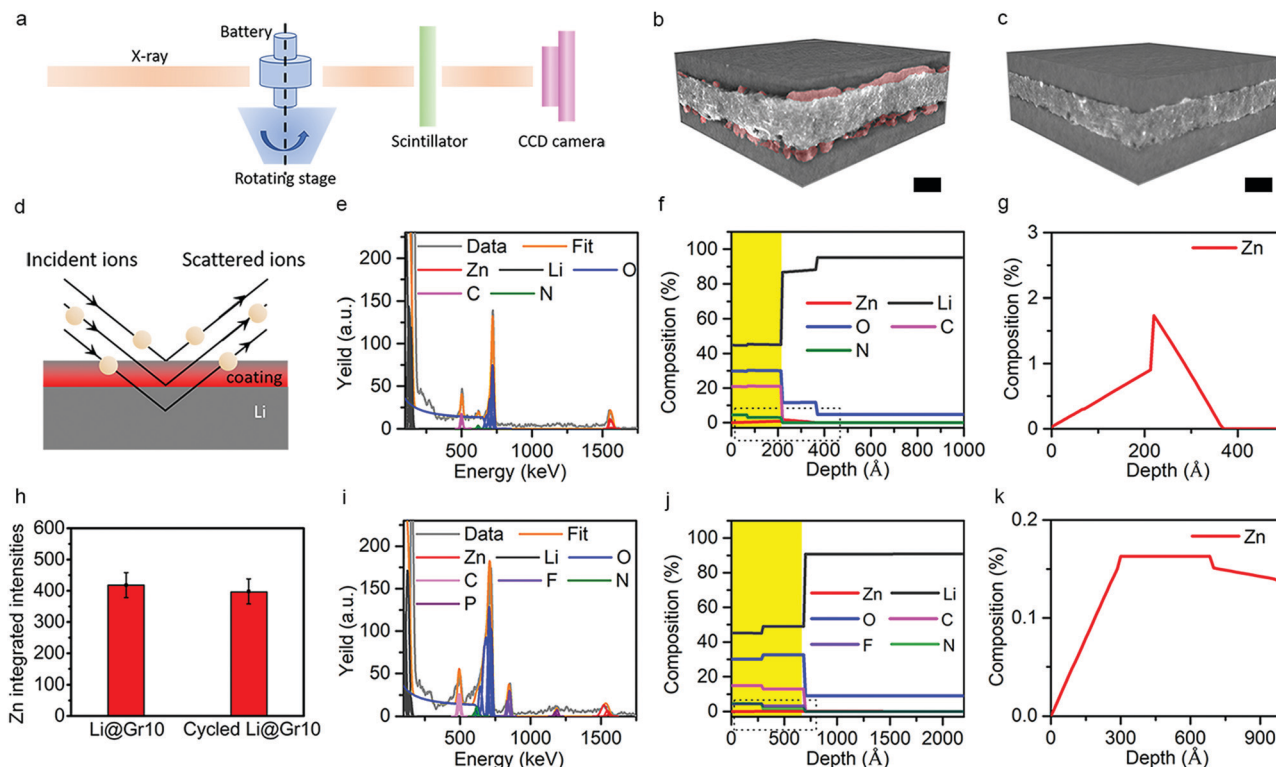 a
Battery
X-ray
Scintillator
CCD camera
Rotating stage
b
c
d
Incident ions
Scattered ions
coating
Li
e
Data
Fit
Zn
Li
O
C
N
Yeild (a.u.)
200
150
100
50
0
500
1000
1500
Energy (keV)
f
Composition (%)
100
80
60
40
20
0
Zn
Li
O
C
N
0
200
400
600
800
1000
Depth (Å)
g
Composition (%)
3
2
1
0
Zn
0
200
400
Depth (Å)
h
Zn integrated intensities
600
500
400
300
200
100
0
Li@Gr10
Cycled Li@Gr10
i
Yeild (a.u.)
200
150
100
50
0
Data
Fit
Zn
Li
O
C
F
N
P
500
1000
1500
Energy (keV)
j
Composition (%)
100
80
60
40
20
0
Zn
Li
O
C
F
N
0
500
1000
1500
2000
Depth (Å)
k
Composition (%)
0.2
0.1
0.0
Zn
0
300
600
900
Depth (Å)